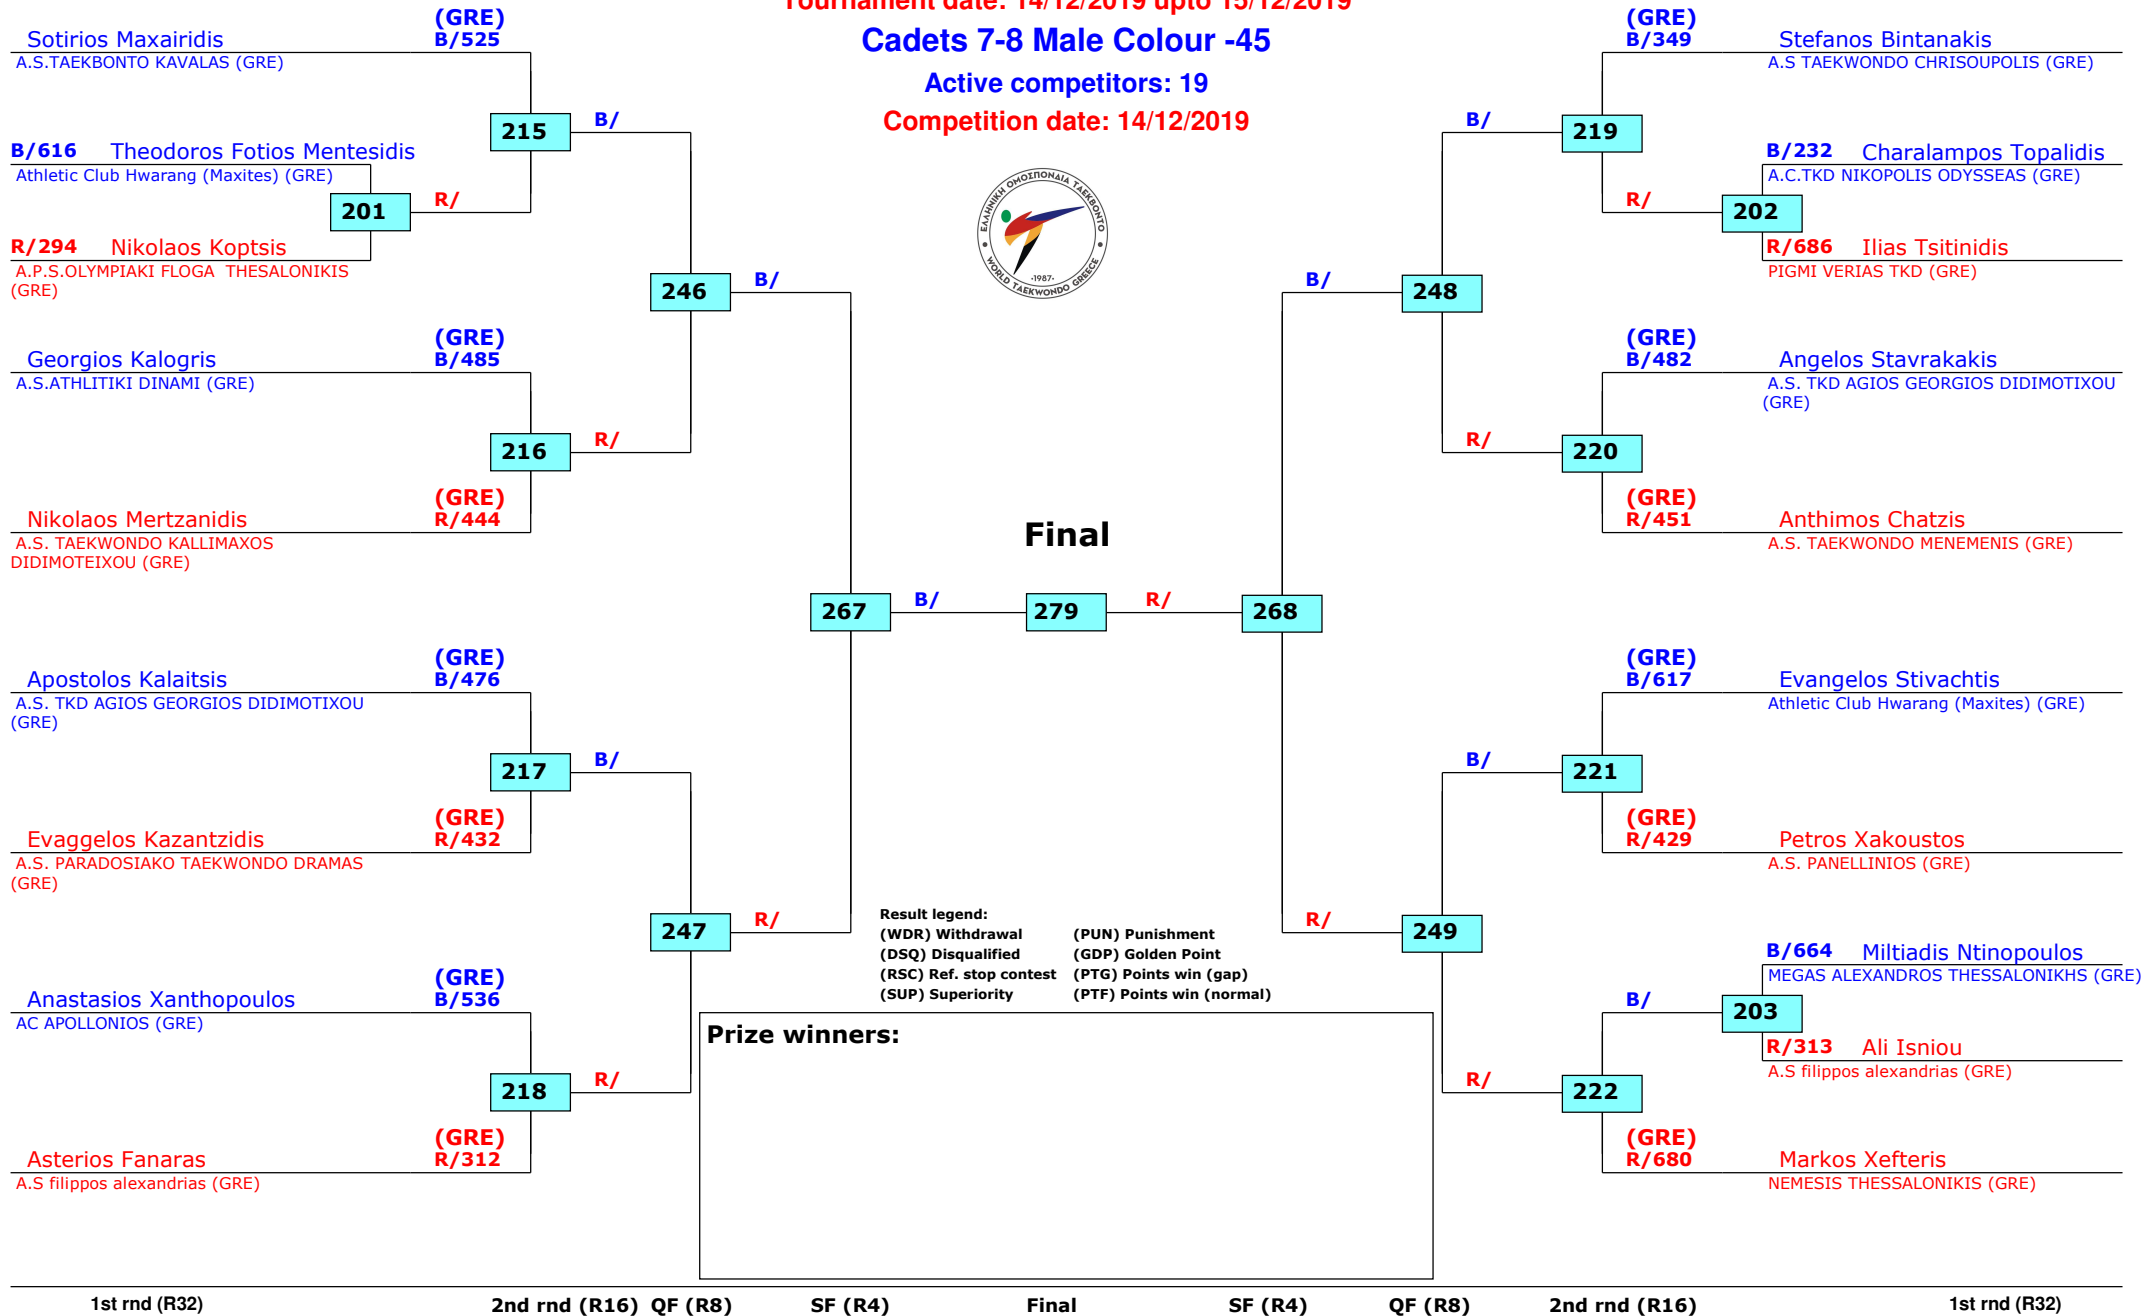 Tournament date: 14/12/2019 upto 15/12/2019
Cadets 7-8 Male Colour -45
Active competitors: 19
Competition date: 14/12/2019
ΕΛΛΗΝΙΚΗ ΟΜΟΣΠΟΝΔΙΑ ΤΑΕΚΒΟΝΤΟ
·1987·
WORLD TAEKWONDO GREECE
(GRE)
Sotirios Maxairidis B/525
A.S.TAEKBONTO KAVALAS (GRE)
215 B/
B/616 Theodoros Fotios Mentesidis
Athletic Club Hwarang (Maxites) (GRE)
201 R/
R/294 Nikolaos Koptsis
A.P.S.OLYMPIAKI FLOGA THESALONIKIS
(GRE)
246 B/
(GRE)
Georgios Kalogris B/485
A.S.ATHLITIKI DINAMI (GRE)
216 R/
(GRE)
Nikolaos Mertzanidis R/444
A.S. TAEKWONDO KALLIMAXOS
DIDIMOTEIXOU (GRE)
267 B/
(GRE)
Apostolos Kalaitsis B/476
A.S. TKD AGIOS GEORGIOS DIDIMOTIXOU
(GRE)
217 B/
(GRE)
Evaggelos Kazantzidis R/432
A.S. PARADOSIAKO TAEKWONDO DRAMAS
(GRE)
247 R/
(GRE)
Anastasios Xanthopoulos B/536
AC APOLLONIOS (GRE)
218 R/
(GRE)
Asterios Fanaras R/312
A.S filippos alexandrias (GRE)
Final
279
(GRE)
B/349 Stefanos Bintanakis
A.S TAEKWONDO CHRISOUPOLIS (GRE)
B/ 219
B/232 Charalampos Topalidis
A.C.TKD NIKOPOLIS ODYSSEAS (GRE)
R/ 202
R/686 Ilias Tsitinidis
PIGMI VERIAS TKD (GRE)
B/ 248
(GRE)
B/482 Angelos Stavrakakis
A.S. TKD AGIOS GEORGIOS DIDIMOTIXOU
(GRE)
R/ 220
(GRE)
R/451 Anthimos Chatzis
A.S. TAEKWONDO MENEMENIS (GRE)
R/ 268
(GRE)
B/617 Evangelos Stivachtis
Athletic Club Hwarang (Maxites) (GRE)
B/ 221
(GRE)
R/429 Petros Xakoustos
A.S. PANELLINIOS (GRE)
R/ 249
B/664 Miltiadis Ntinopoulos
MEGAS ALEXANDROS THESSALONIKHS (GRE)
B/ 203
R/313 Ali Isniou
A.S filippos alexandrias (GRE)
R/ 222
(GRE)
R/680 Markos Xefteris
NEMESIS THESSALONIKIS (GRE)
Result legend:
(WDR) Withdrawal (PUN) Punishment
(DSQ) Disqualified (GDP) Golden Point
(RSC) Ref. stop contest (PTG) Points win (gap)
(SUP) Superiority (PTF) Points win (normal)
Prize winners:
1st rnd (R32) 2nd rnd (R16) QF (R8) SF (R4) Final SF (R4) QF (R8) 2nd rnd (R16) 1st rnd (R32)